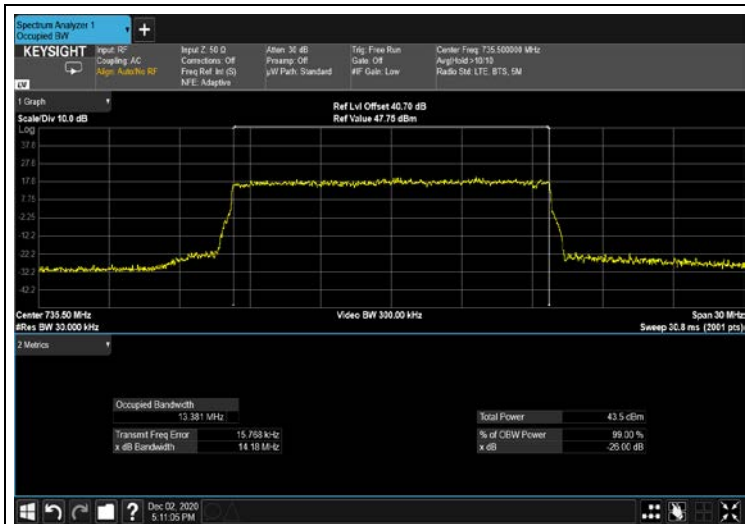 Spectrum Analyzer 1
Occupied BW
KEYSIGHT
Input: RF
Coupling: AC
Align: Auto/No RF
Input Z: 50 Ω
Corrections: Off
Freq Ref: Int (S)
NFE: Adaptive
Atten: 30 dB
Preamp: Off
µW Path: Standard
Trig: Free Run
Gate: Off
#IF Gain: Low
Center Freq: 735.500000 MHz
Avg|Hold >10/10
Radio Std: LTE, BTS, 5M
1 Graph
Scale/Div 10.0 dB
Ref Lvl Offset 40.70 dB
Ref Value 47.75 dBm
Log
37.8
27.8
17.8
7.75
-2.25
-12.2
-22.2
-32.2
-42.2
Center 735.50 MHz
#Res BW 30.000 kHz
Video BW 300.00 kHz
Span 30 MHz
Sweep 30.8 ms (2001 pts)
2 Metrics
Occupied Bandwidth
13.381 MHz
Transmit Freq Error 15.768 kHz
x dB Bandwidth 14.18 MHz
Total Power 43.5 dBm
% of OBW Power 99.00 %
x dB -26.00 dB
Dec 02, 2020
5:11:05 PM